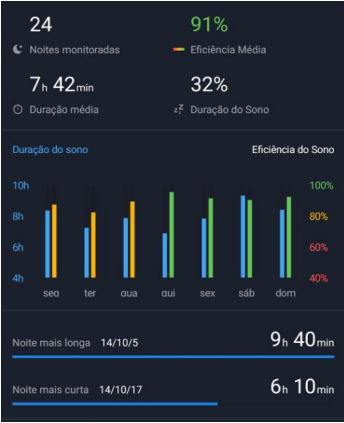 24 91%
Noites monitoradas Eficiência Média
7h 42min 32%
Duração média Duração do Sono
Duração do sono Eficiência do Sono
10h 100%
8h 80%
6h 60%
4h 40%
seg ter qua qui sex sáb dom
Noite mais longa 14/10/5 9h 40min
Noite mais curta 14/10/17 6h 10min